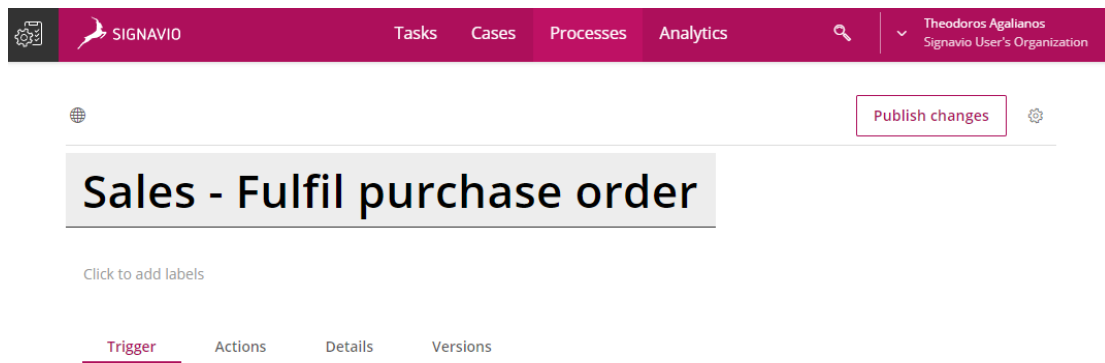 SIGNAVIO Tasks Cases Processes Analytics Theodoros Agalianos
Signavio User's Organization
Publish changes
Sales - Fulfil purchase order
Click to add labels
Trigger Actions Details Versions